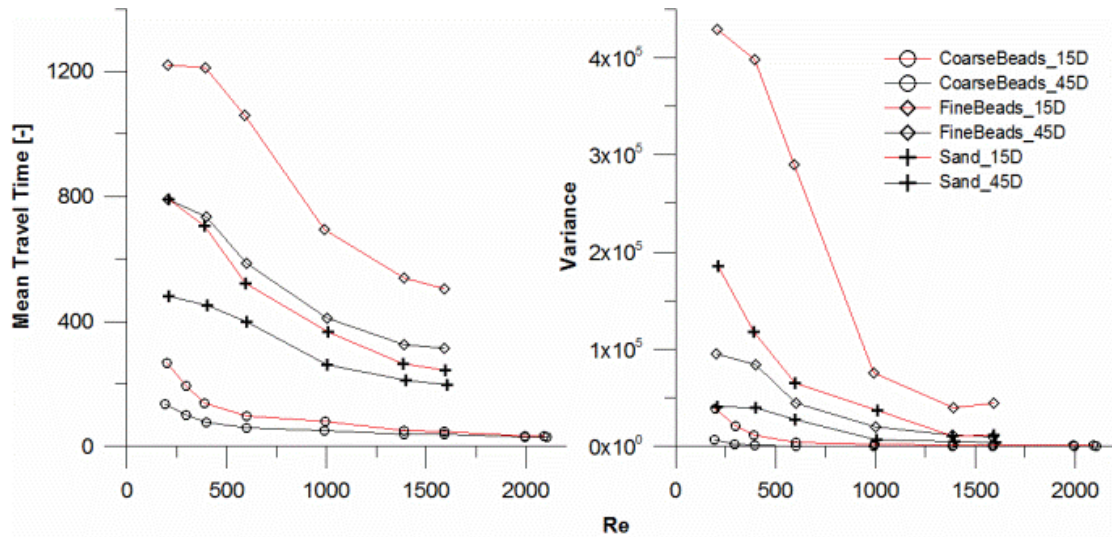 Mean Travel Time [-]
1200
800
400
0
0
500
1000
1500
2000
Variance
4x10⁵
3x10⁵
2x10⁵
1x10⁵
0x10⁰
0
500
1000
1500
2000
CoarseBeads_15D
CoarseBeads_45D
FineBeads_15D
FineBeads_45D
Sand_15D
Sand_45D
Re